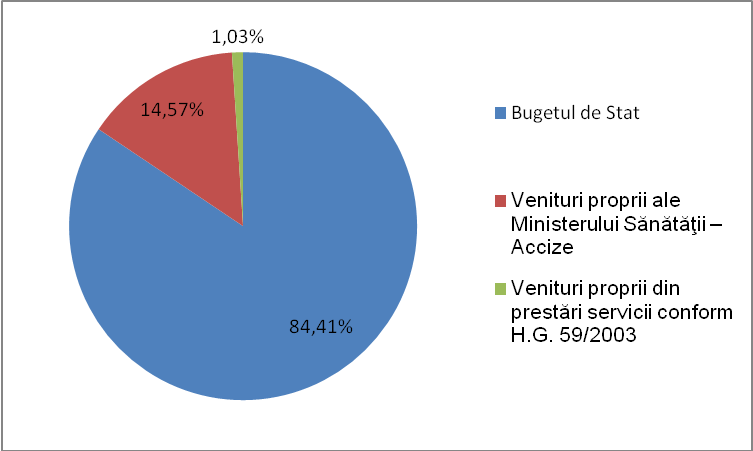 1,03%
14,57%
84,41%
Bugetul de Stat
Venituri proprii ale
Ministerului Sănătăţii –
Accize
Venituri proprii din
prestări servicii conform
H.G. 59/2003